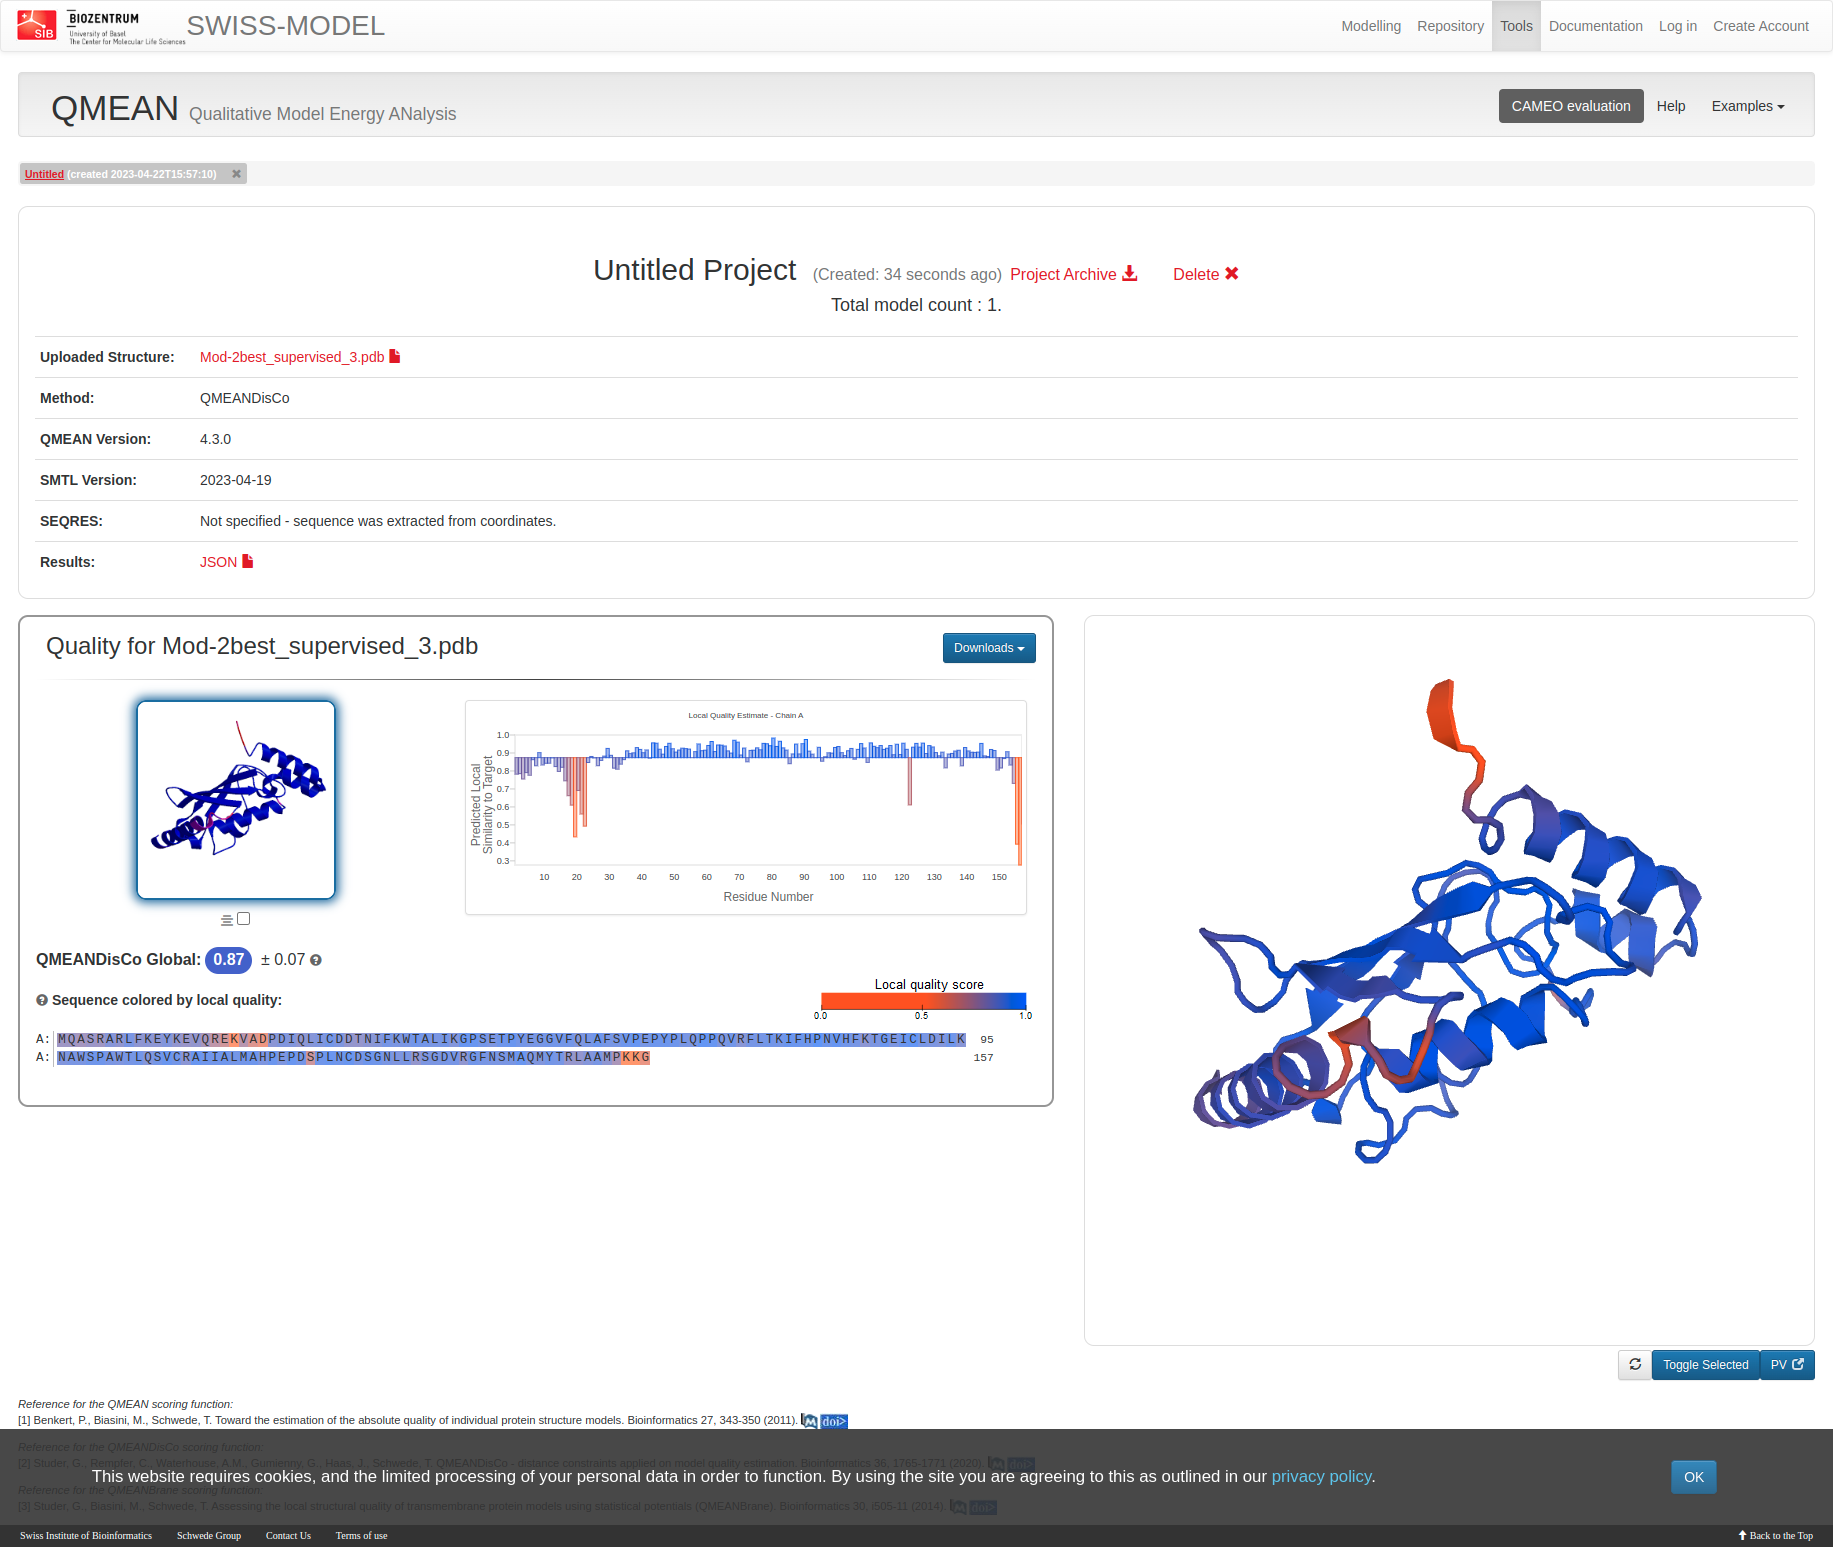 SIB
BIOZENTRUM
University of Basel
The Center for Molecular Life Sciences
SWISS-MODEL
Modelling Repository Tools Documentation Log in Create Account
QMEAN Qualitative Model Energy ANalysis
CAMEO evaluation Help Examples
Untitled (created 2023-04-22T15:57:10) ✖
Untitled Project (Created: 34 seconds ago) Project Archive Delete ✖
Total model count : 1.
Uploaded Structure: Mod-2best_supervised_3.pdb
Method: QMEANDisCo
QMEAN Version: 4.3.0
SMTL Version: 2023-04-19
SEQRES: Not specified - sequence was extracted from coordinates.
Results: JSON
Quality for Mod-2best_supervised_3.pdb
Downloads
Local Quality Estimate - Chain A
1.0
0.9
0.8
0.7
0.6
0.5
0.4
0.3
Predicted Local
Similarity to Target
10 20 30 40 50 60 70 80 90 100 110 120 130 140 150
Residue Number
QMEANDisCo Global: 0.87 ± 0.07
Sequence colored by local quality:
Local quality score
0.0 0.5 1.0
A: MQASRARLFKEYKEVQREKVADPDIQLICDDTNIFKWTALIKGPSETPYEGGVFQLAFSVPEPYPLQPPQVRFLTKIFHPNVHFKTGEICLDILK 95
A: NAWSPAWTLQSVCRAIIALMAHPEPDSPLNCDSGNLLRSGDVRGFNSMAQMYTRLAAMPKKG 157
Toggle Selected PV
Reference for the QMEAN scoring function:
[1] Benkert, P., Biasini, M., Schwede, T. Toward the estimation of the absolute quality of individual protein structure models. Bioinformatics 27, 343-350 (2011). M doi>
Reference for the QMEANDisCo scoring function:
[2] Studer, G., Rempfer, C., Waterhouse, A.M., Gumienny, G., Haas, J., Schwede, T. QMEANDisCo - distance constraints applied on model quality estimation. Bioinformatics 36, 1765-1771 (2020). M doi>
This website requires cookies, and the limited processing of your personal data in order to function. By using the site you are agreeing to this as outlined in our privacy policy. OK
Reference for the QMEANBrane scoring function:
[3] Studer, G., Biasini, M., Schwede, T. Assessing the local structural quality of transmembrane protein models using statistical potentials (QMEANBrane). Bioinformatics 30, i505-11 (2014). M doi>
Swiss Institute of Bioinformatics Schwede Group Contact Us Terms of use Back to the Top